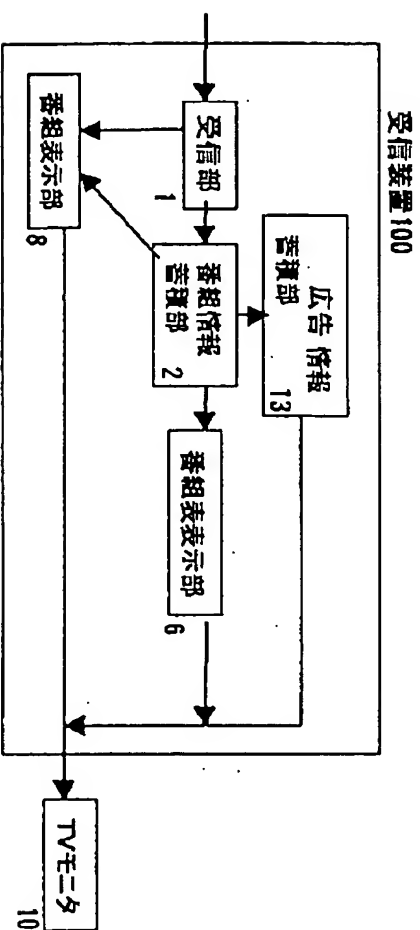 受信装置100
広告情報
蓄積部
13
受信部
1
番組情報
蓄積部
2
番組表表示部
6
番組表示部
8
TVモニタ
10